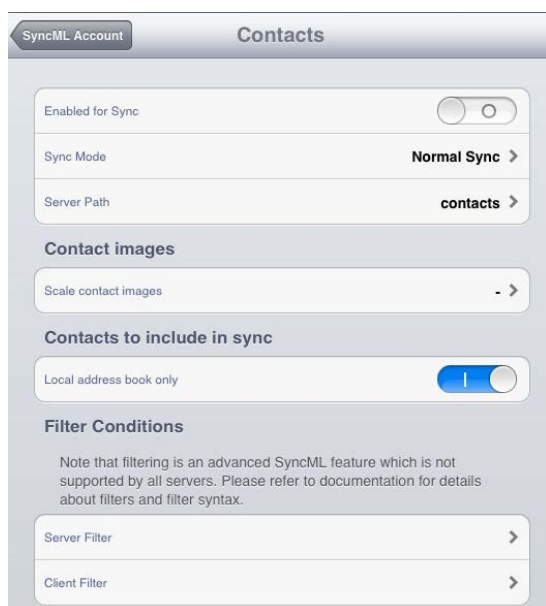 SyncML Account
Contacts
Enabled for Sync
Sync Mode Normal Sync
Server Path contacts
Contact images
Scale contact images -
Contacts to include in sync
Local address book only
Filter Conditions
Note that filtering is an advanced SyncML feature which is not
supported by all servers. Please refer to documentation for details
about filters and filter syntax.
Server Filter
Client Filter